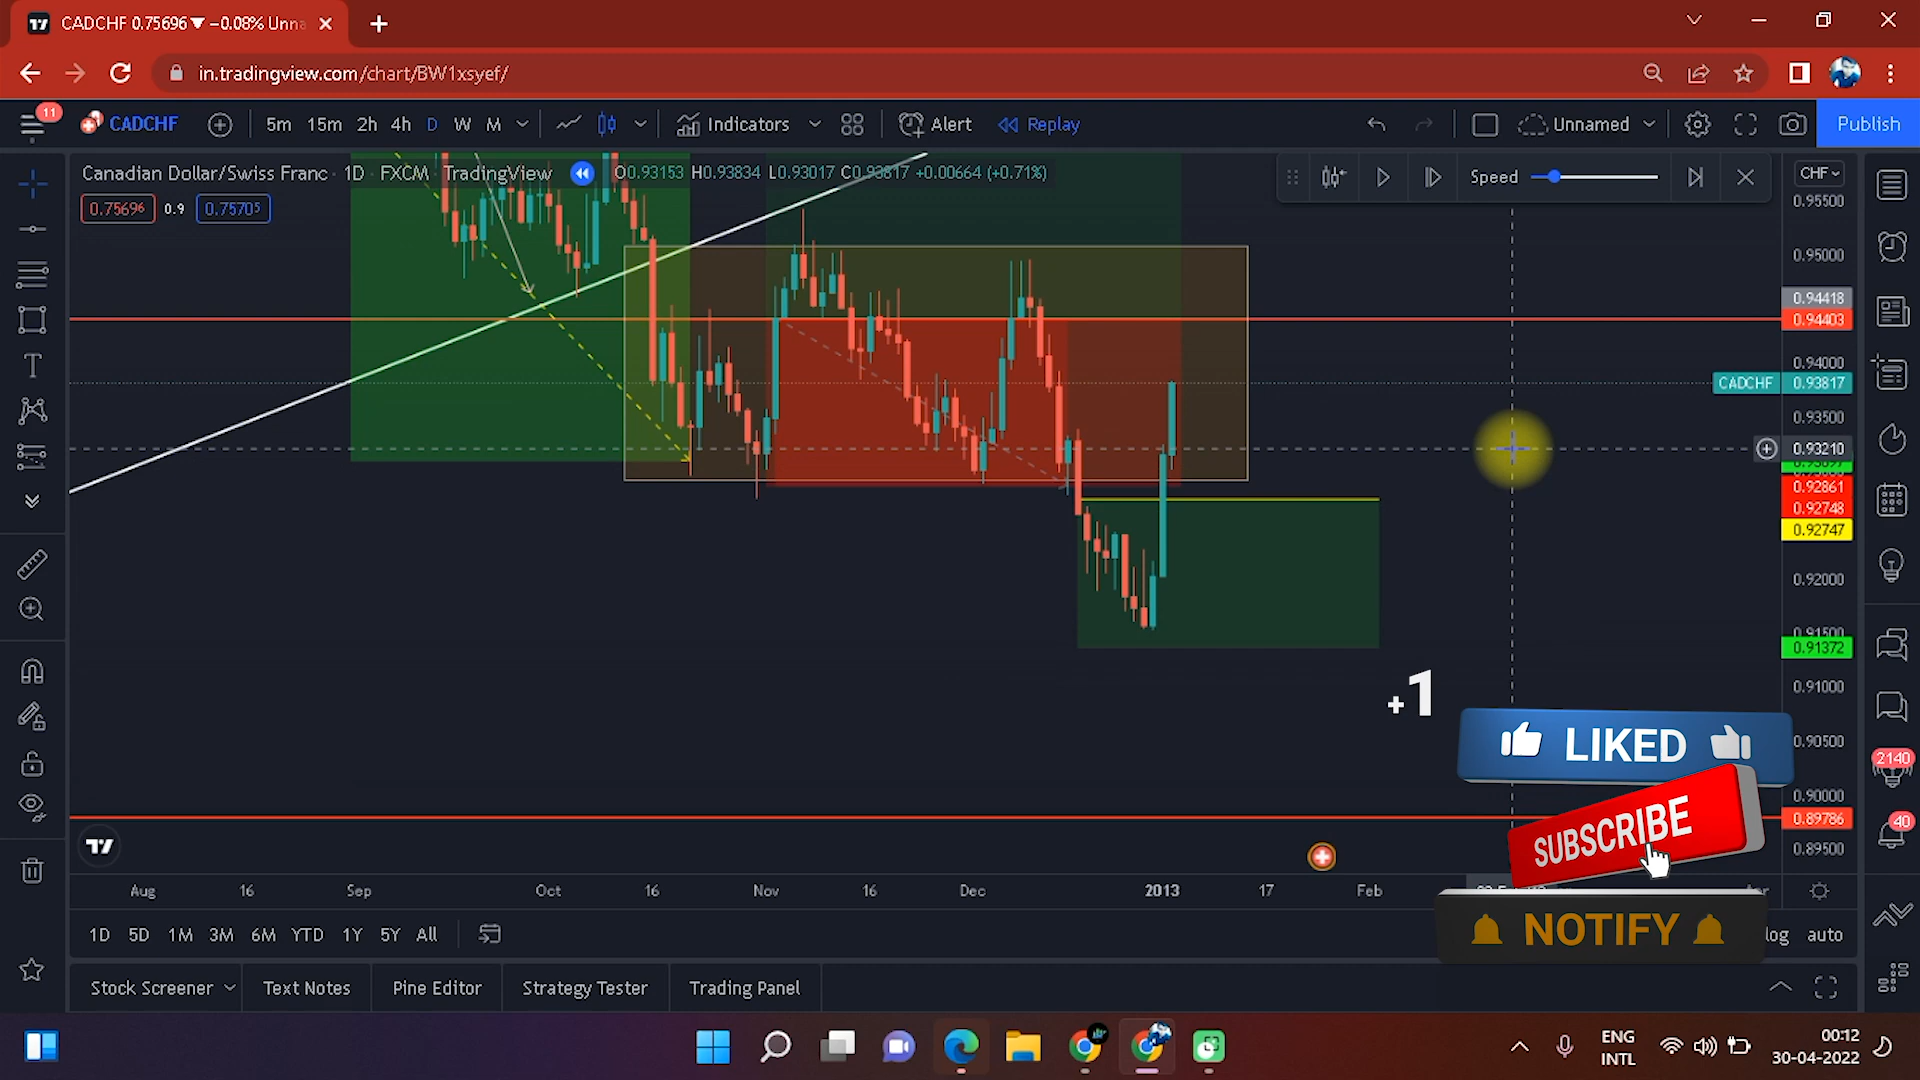 CADCHF 0.75696 ▼ −0.08% Unna
in.tradingview.com/chart/BW1xsyef/
11
CADCHF
5m 15m 2h 4h D W M
Indicators
Alert
Replay
Unnamed
Publish
Canadian Dollar/Swiss Franc · 1D · FXCM · TradingView
O0.93153 H0.93834 L0.93017 C0.93817 +0.00664 (+0.71%)
Speed
CHF
0.75696 0.9 0.75705
0.95500
0.95000
0.94418
0.94403
0.94000
CADCHF 0.93817
0.93500
0.93210
0.92861
0.92748
0.92747
0.92000
0.91500
0.91372
0.91000
+1
LIKED
0.90500
2140
0.90000
SUBSCRIBE
0.89786
40
0.89500
Aug 16 Sep Oct 16 Nov 16 Dec 2013 17 Feb
1D 5D 1M 3M 6M YTD 1Y 5Y All
NOTIFY
log auto
Stock Screener Text Notes Pine Editor Strategy Tester Trading Panel
ENG
INTL
00:12
30-04-2022